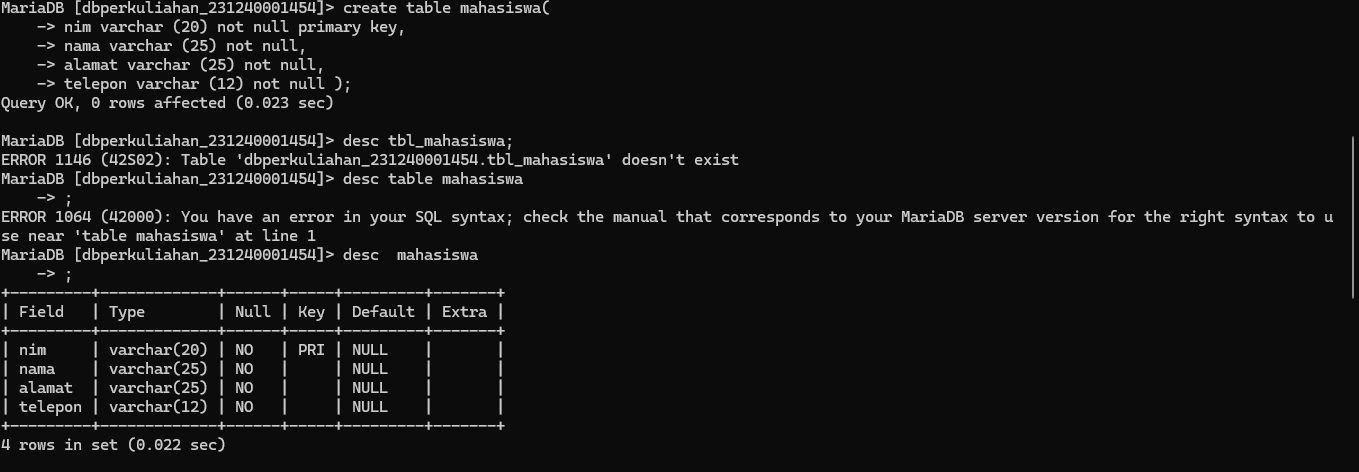 MariaDB [dbperkuliahan_231240001454]> create table mahasiswa(
    -> nim varchar (20) not null primary key,
    -> nama varchar (25) not null,
    -> alamat varchar (25) not null,
    -> telepon varchar (12) not null );
Query OK, 0 rows affected (0.023 sec)

MariaDB [dbperkuliahan_231240001454]> desc tbl_mahasiswa;
ERROR 1146 (42S02): Table 'dbperkuliahan_231240001454.tbl_mahasiswa' doesn't exist
MariaDB [dbperkuliahan_231240001454]> desc table mahasiswa
    -> ;
ERROR 1064 (42000): You have an error in your SQL syntax; check the manual that corresponds to your MariaDB server version for the right syntax to u
se near 'table mahasiswa' at line 1
MariaDB [dbperkuliahan_231240001454]> desc  mahasiswa
    -> ;
+---------+-------------+------+-----+---------+-------+
| Field   | Type        | Null | Key | Default | Extra |
+---------+-------------+------+-----+---------+-------+
| nim     | varchar(20) | NO   | PRI | NULL    |       |
| nama    | varchar(25) | NO   |     | NULL    |       |
| alamat  | varchar(25) | NO   |     | NULL    |       |
| telepon | varchar(12) | NO   |     | NULL    |       |
+---------+-------------+------+-----+---------+-------+
4 rows in set (0.022 sec)